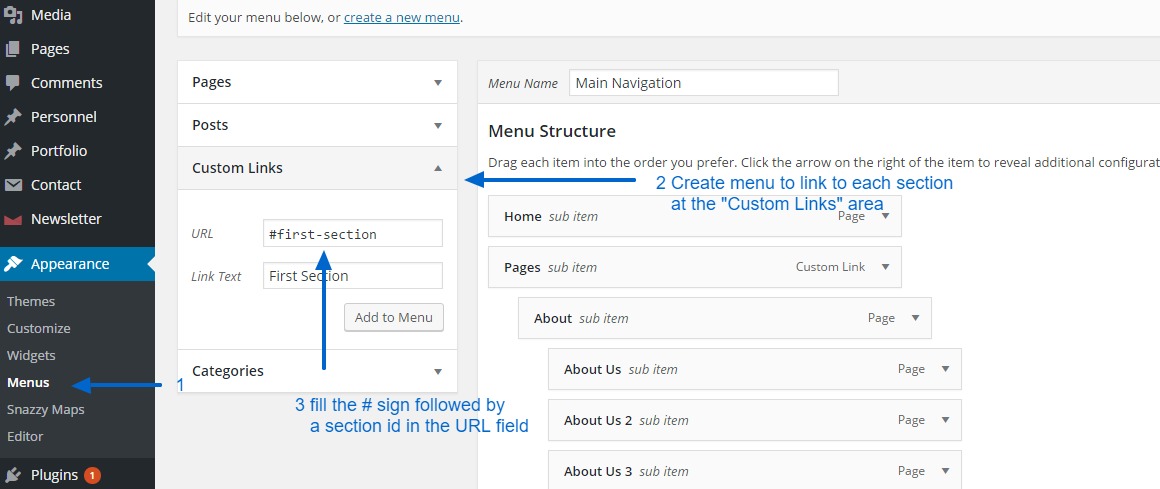 Media
Pages
Comments
Personnel
Portfolio
Contact
Newsletter
Appearance
Themes
Customize
Widgets
Menus
Snazzy Maps
Editor
Plugins 1
1
Edit your menu below, or create a new menu.
Pages
Posts
Custom Links
URL #first-section
Link Text First Section
Add to Menu
Categories
3 fill the # sign followed by
a section id in the URL field
Menu Name Main Navigation
Menu Structure
Drag each item into the order you prefer. Click the arrow on the right of the item to reveal additional configurat
2 Create menu to link to each section
at the "Custom Links" area
Home sub item Page
Pages sub item Custom Link
About sub item Page
About Us sub item Page
About Us 2 sub item Page
About Us 3 sub item Page